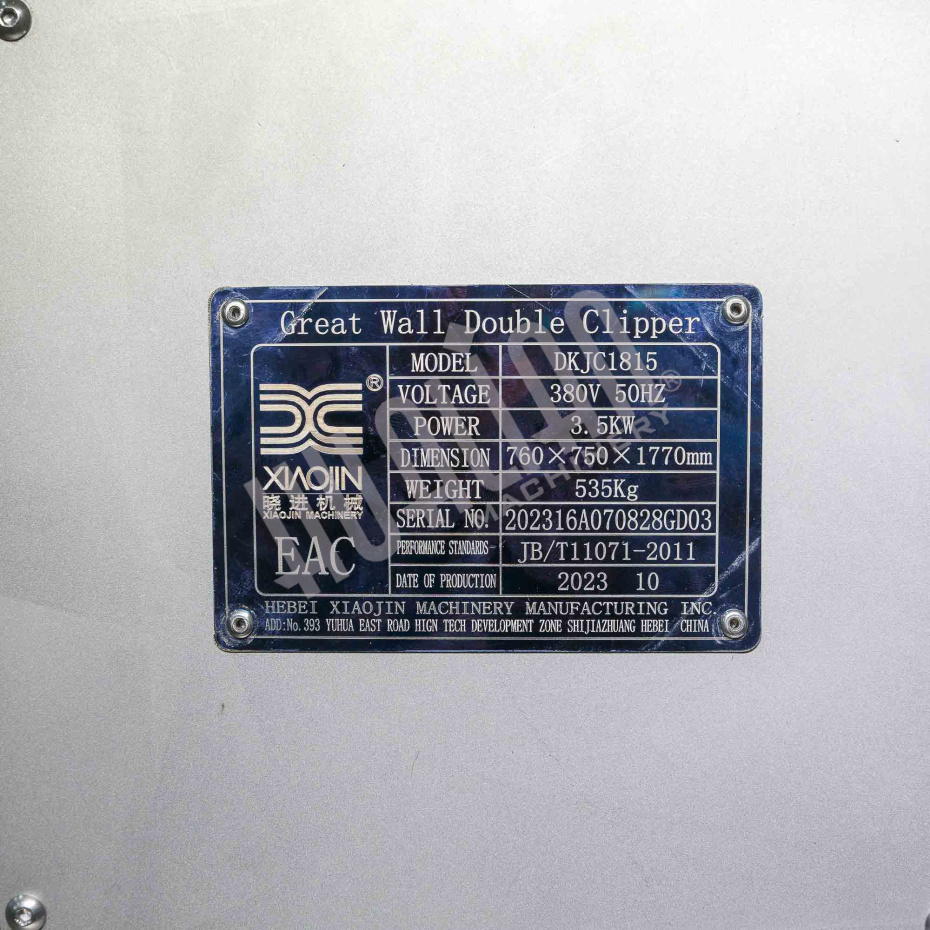 Great Wall Double Clipper
MODEL DKJC1815
VOLTAGE 380V 50HZ
POWER 3.5KW
DIMENSION 760×750×1770mm
WEIGHT 535Kg
SERIAL NO. 202316A070828GD03
PERFORMANCE STANDARDS JB/T11071-2011
DATE OF PRODUCTION 2023 10
®
XIAOJIN
晓进机械
XIAOJIN MACHINERY
EAC
HEBEI XIAOJIN MACHINERY MANUFACTURING INC.
ADD:No.393 YUHUA EAST ROAD HIGN TECH DEVELOPMENT ZONE SHIJIAZHUANG HEBEI CHINA
MACHINERY®